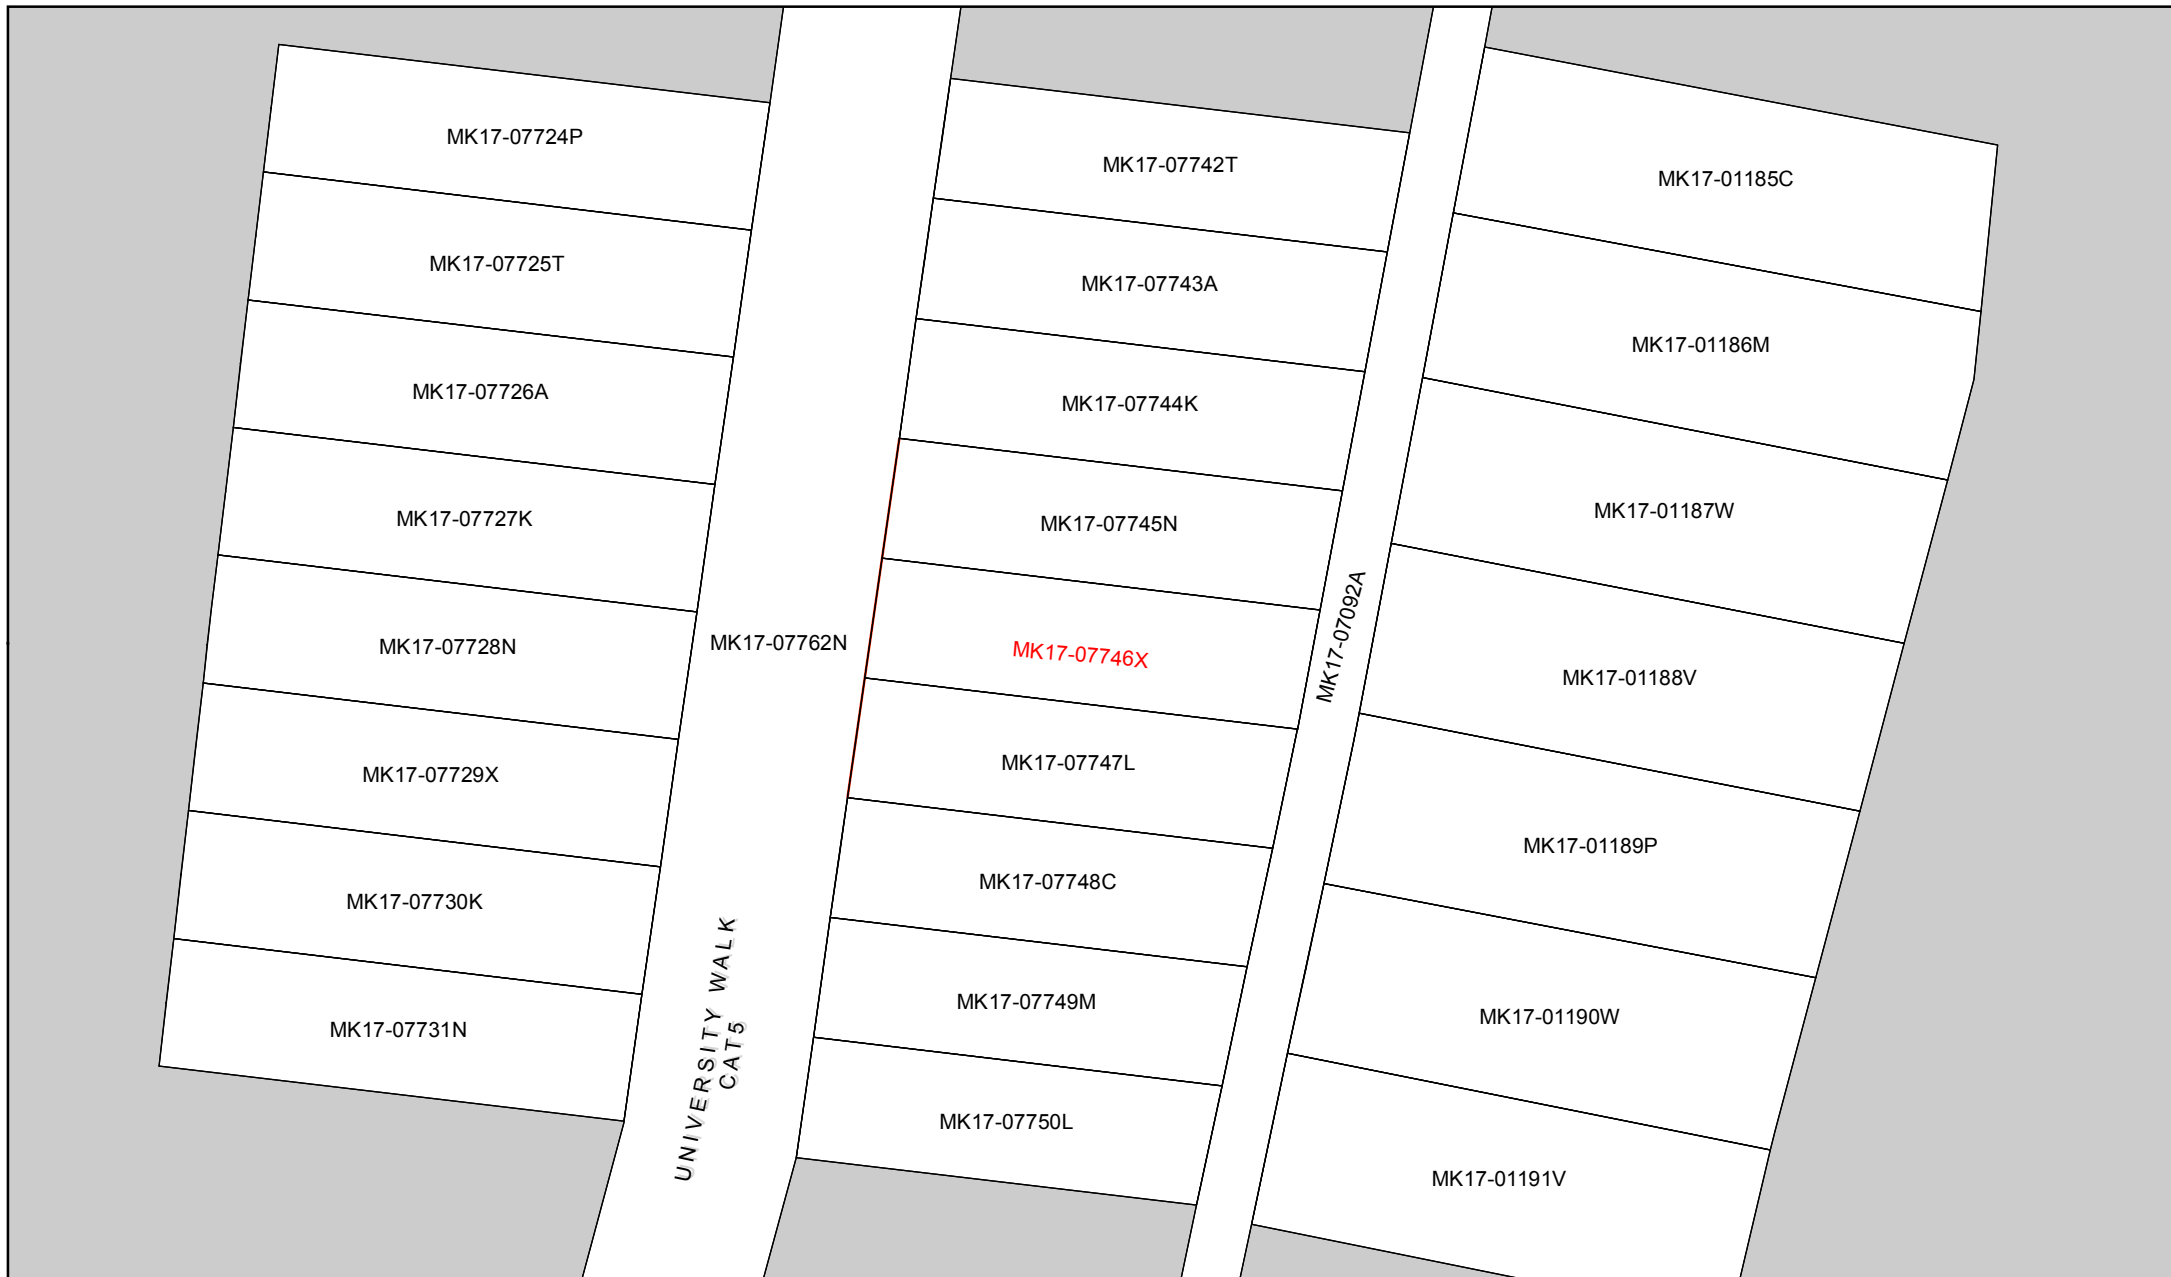 MK17-07724P
MK17-07725T
MK17-07726A
MK17-07727K
MK17-07728N
MK17-07729X
MK17-07730K
MK17-07731N
MK17-07762N
UNIVERSITY WALK
CAT5
MK17-07742T
MK17-07743A
MK17-07744K
MK17-07745N
MK17-07746X
MK17-07747L
MK17-07748C
MK17-07749M
MK17-07750L
MK17-07092A
MK17-01185C
MK17-01186M
MK17-01187W
MK17-01188V
MK17-01189P
MK17-01190W
MK17-01191V